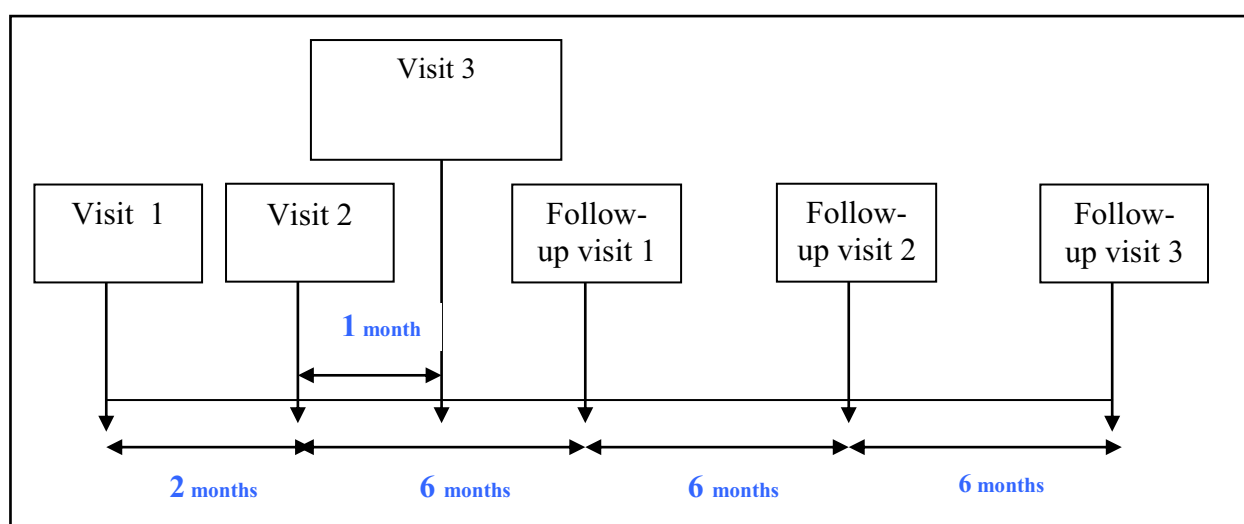 Visit 3
Visit 1
Visit 2
Follow-
up visit 1
Follow-
up visit 2
Follow-
up visit 3
1 month
2 months
6 months
6 months
6 months